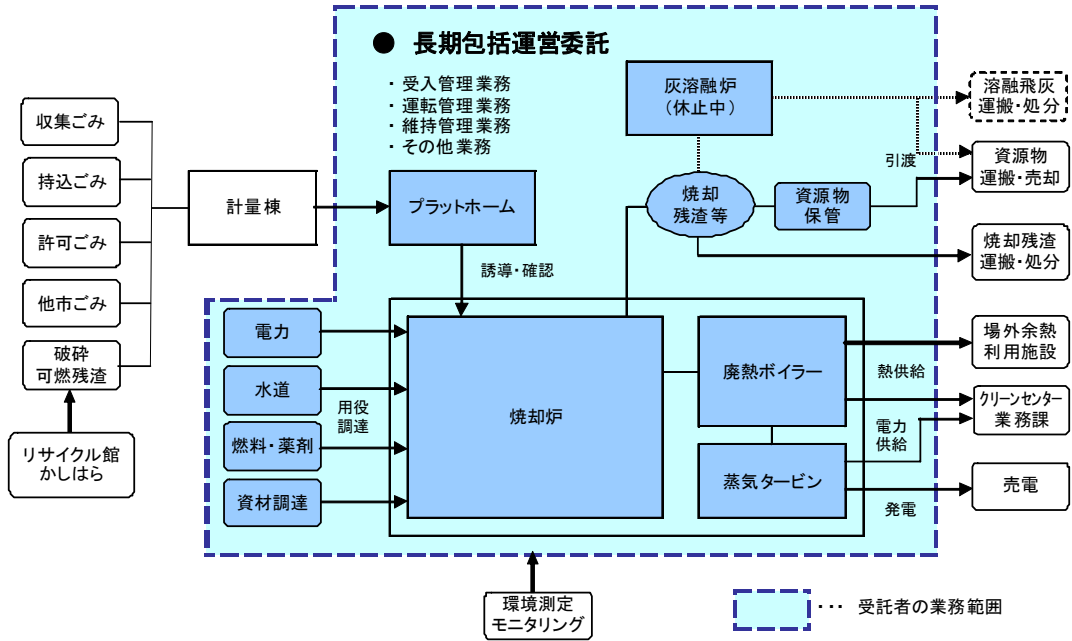 ● 長期包括運営委託
・ 受入管理業務
・ 運転管理業務
・ 維持管理業務
・ その他業務
収集ごみ
持込ごみ
許可ごみ
他市ごみ
破砕
可燃残渣
リサイクル館
かしはら
計量棟
プラットホーム
誘導・確認
灰溶融炉
（休止中）
焼却
残渣等
資源物
保管
引渡
溶融飛灰
運搬・処分
資源物
運搬・売却
焼却残渣
運搬・処分
電力
水道
燃料・薬剤
資材調達
用役
調達
焼却炉
廃熱ボイラー
蒸気タービン
熱供給
電力
供給
発電
場外余熱
利用施設
クリーンセンター
業務課
売電
環境測定
モニタリング
・・・ 受託者の業務範囲